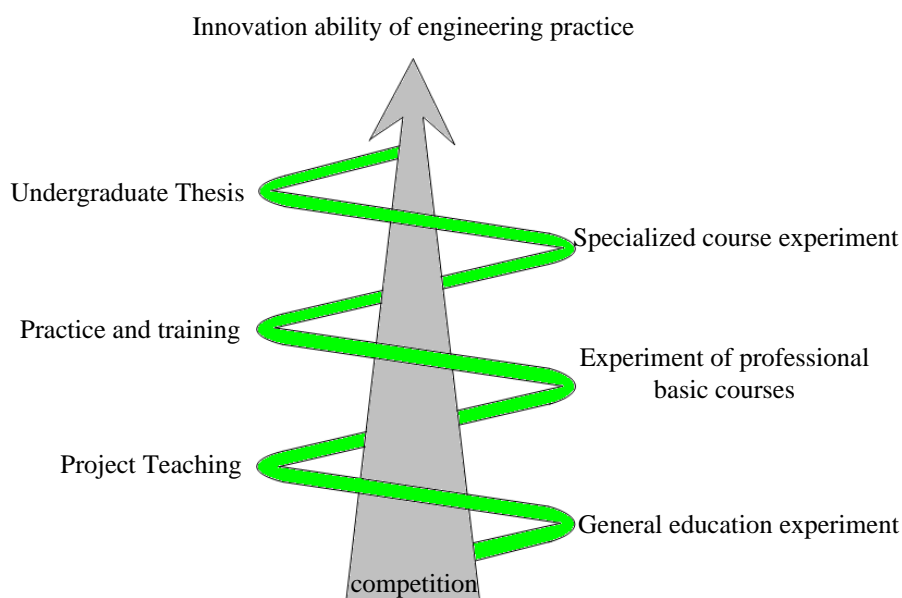 Innovation ability of engineering practice
Undergraduate Thesis
Specialized course experiment
Practice and training
Experiment of professional
basic courses
Project Teaching
General education experiment
competition